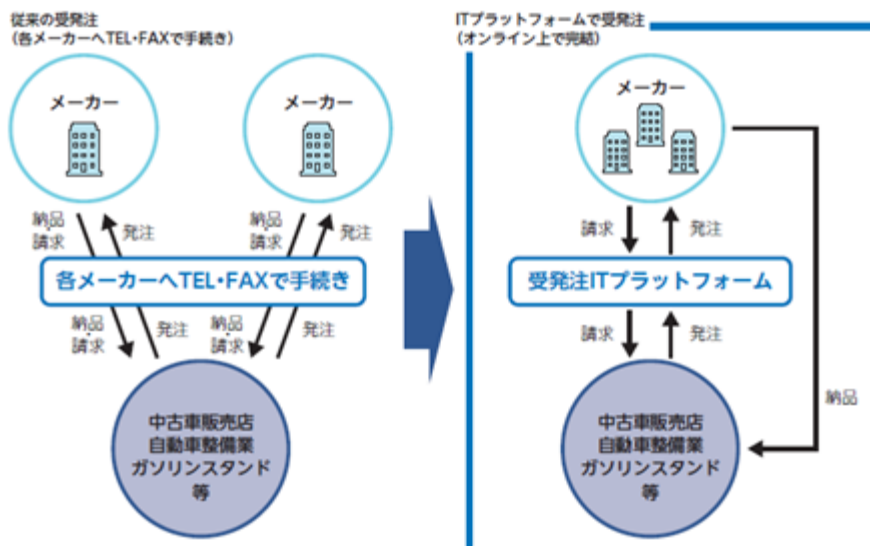 従来の受発注
(各メーカーへTEL・FAXで手続き)
メーカー
メーカー
納品・
請求
発注
納品・
請求
発注
各メーカーへTEL・FAXで手続き
納品・
請求
発注
納品・
請求
発注
中古車販売店
自動車整備業
ガソリンスタンド
等
ITプラットフォームで受発注
(オンライン上で完結)
メーカー
請求
発注
受発注ITプラットフォーム
請求
発注
納品
中古車販売店
自動車整備業
ガソリンスタンド
等